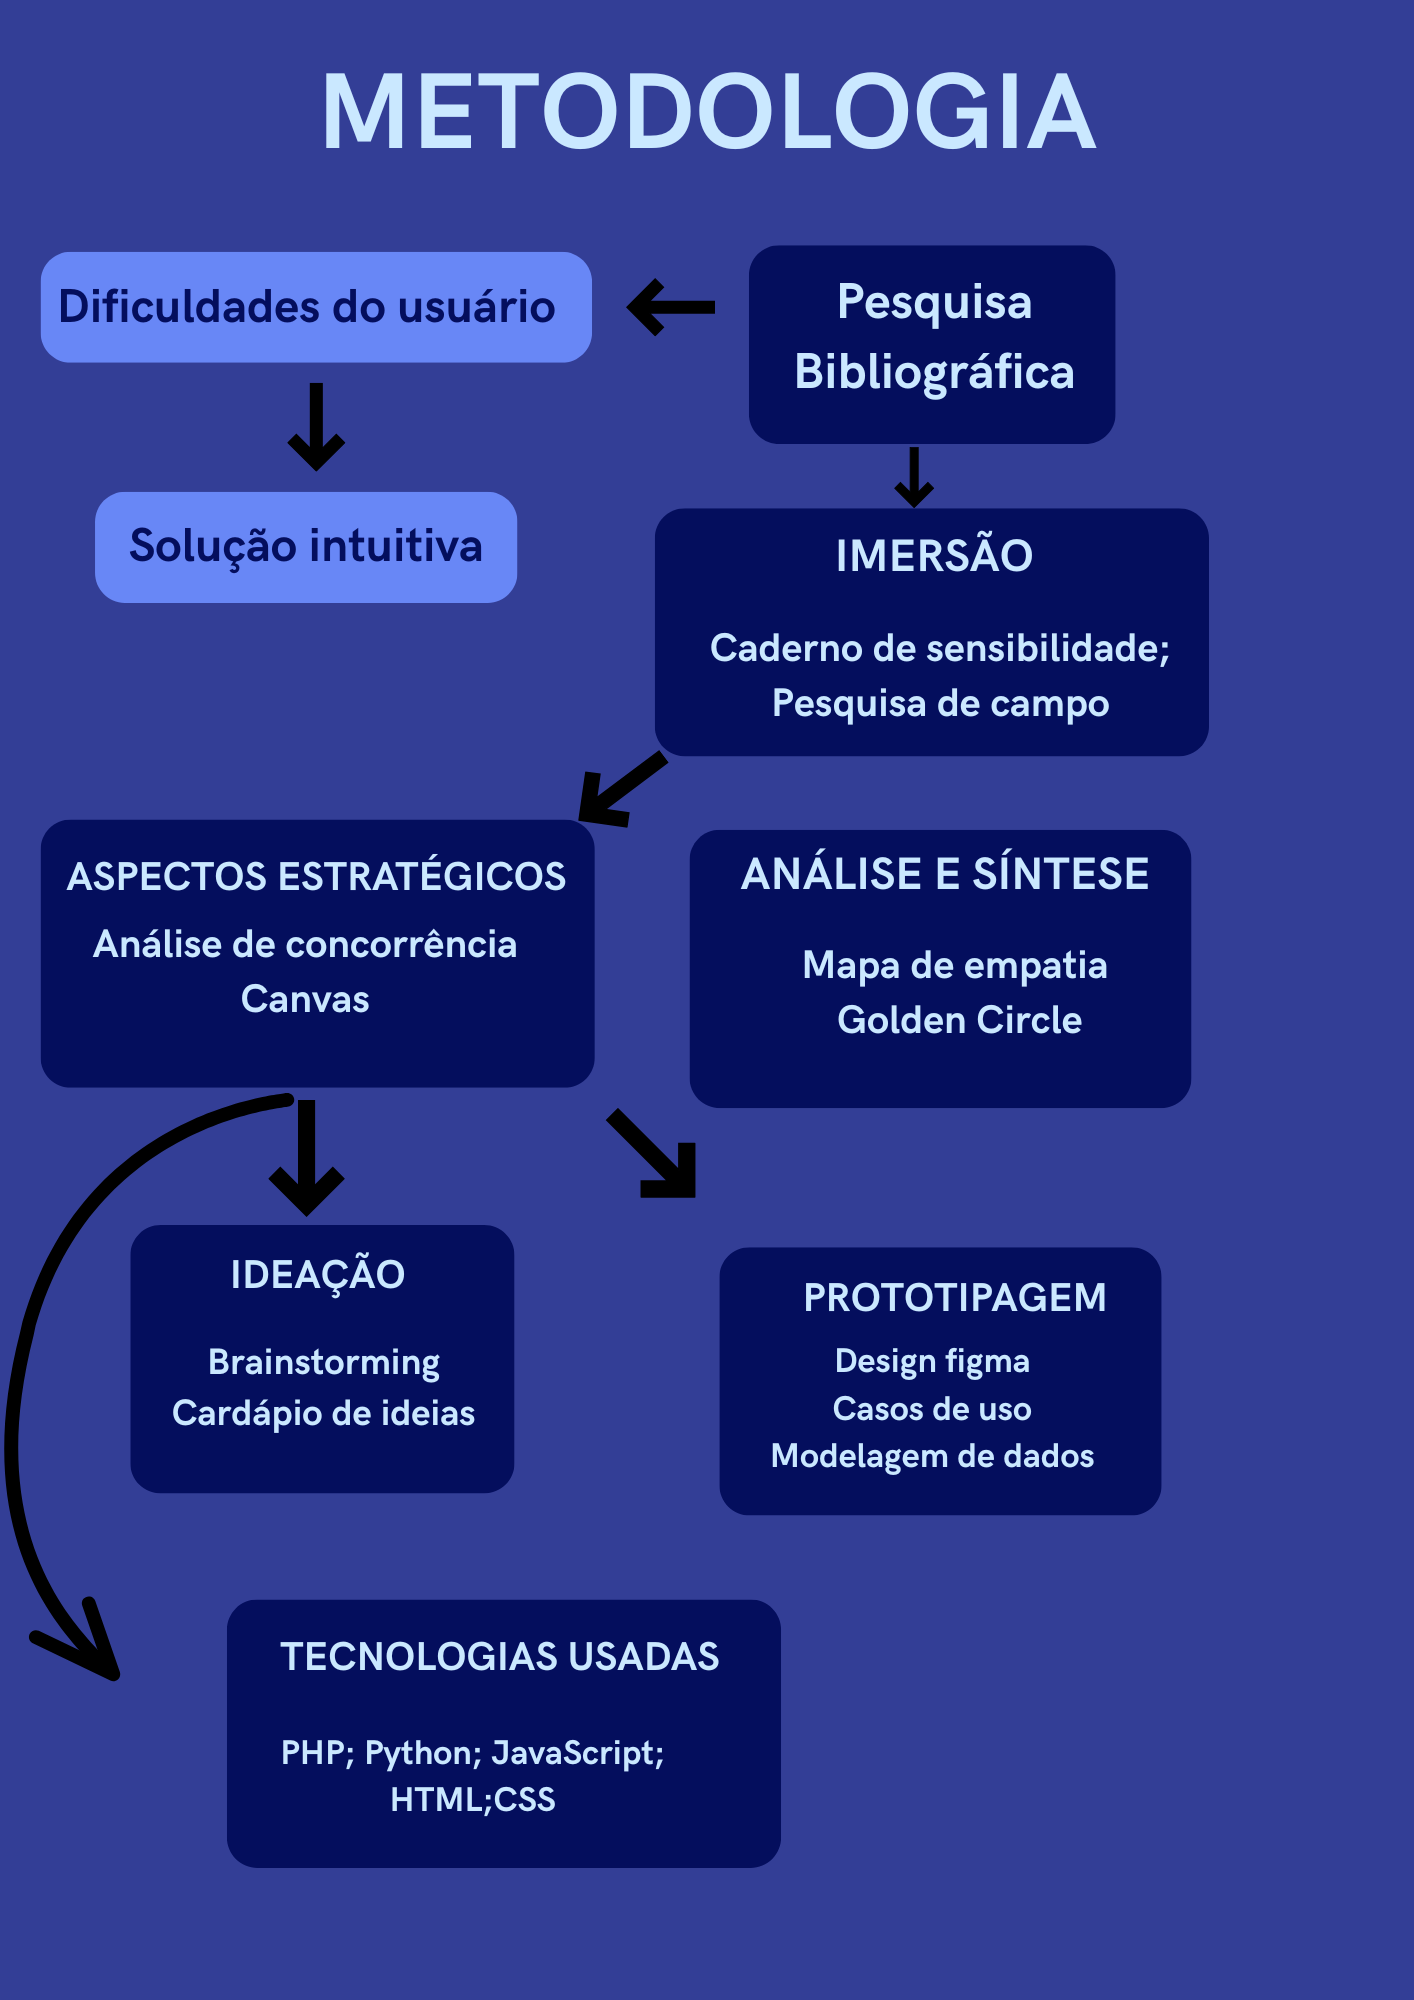 METODOLOGIA
Dificuldades do usuário
Pesquisa
Bibliográfica
Solução intuitiva
IMERSÃO
Caderno de sensibilidade;
Pesquisa de campo
ASPECTOS ESTRATÉGICOS
Análise de concorrência
Canvas
ANÁLISE E SÍNTESE
Mapa de empatia
Golden Circle
IDEAÇÃO
Brainstorming
Cardápio de ideias
PROTOTIPAGEM
Design figma
Casos de uso
Modelagem de dados
TECNOLOGIAS USADAS
PHP; Python; JavaScript;
HTML;CSS